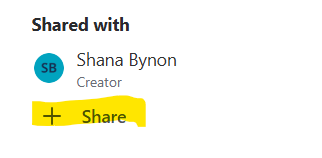 Shared with
Shana Bynon
SB
Creator
+ Share